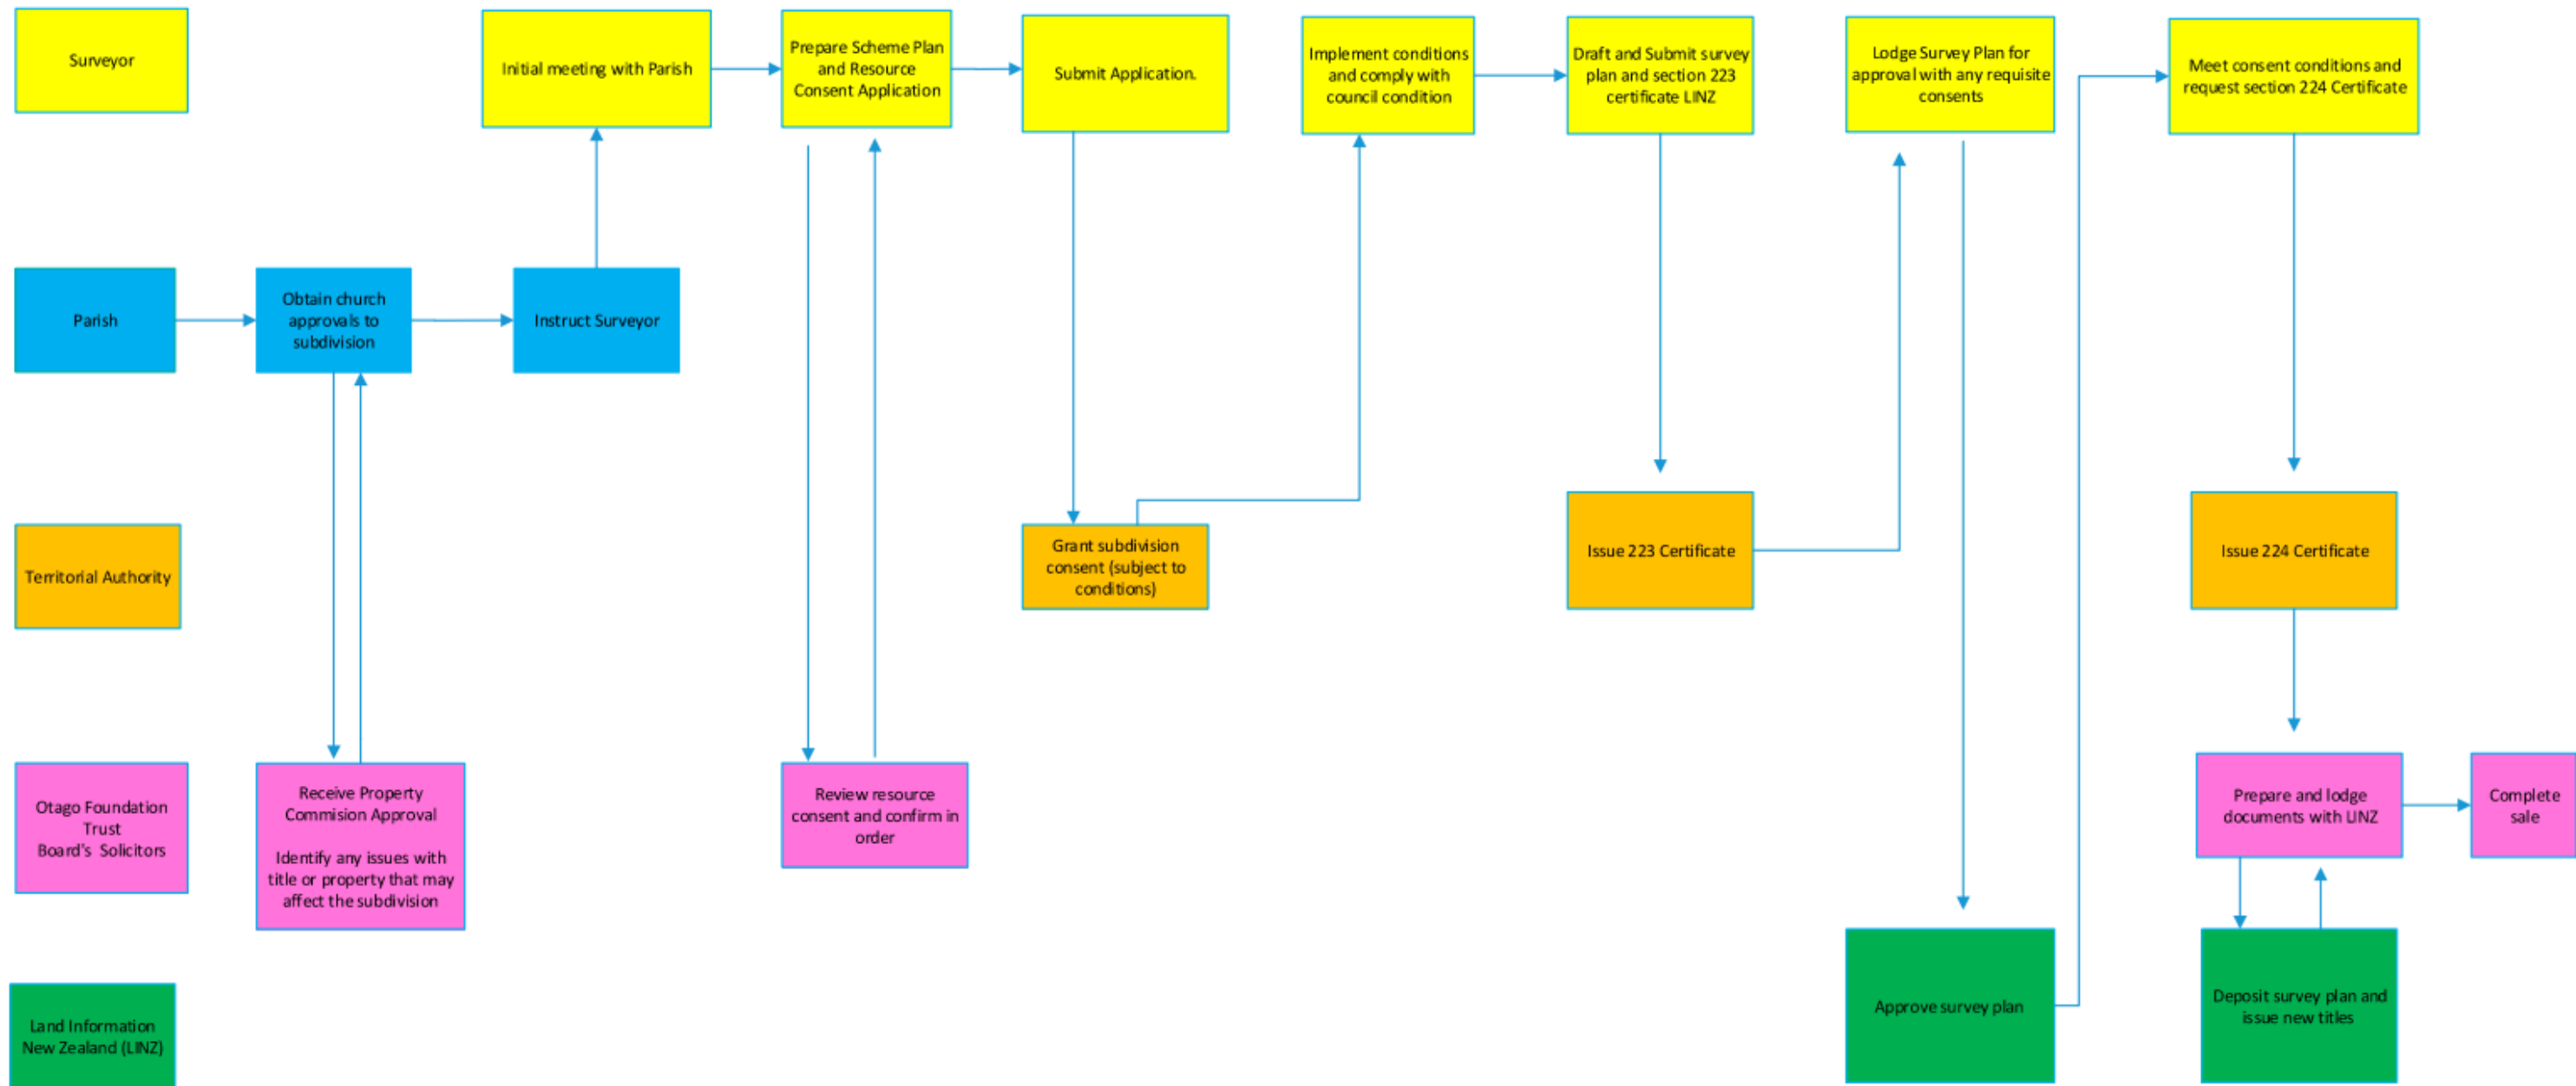 Surveyor
Initial meeting with Parish
Prepare Scheme Plan
and Resource
Consent Application
Submit Application.
Implement conditions
and comply with
council condition
Draft and Submit survey
plan and section 223
certificate LINZ
Lodge Survey Plan for
approval with any requisite
consents
Meet consent conditions and
request section 224 Certificate
Parish
Obtain church
approvals to
subdivision
Instruct Surveyor
Territorial Authority
Grant subdivision
consent (subject to
conditions)
Issue 223 Certificate
Issue 224 Certificate
Otago Foundation
Trust
Board's Solicitors
Receive Property
Commision Approval
Identify any issues with
title or property that may
affect the subdivision
Review resource
consent and confirm in
order
Prepare and lodge
documents with LINZ
Complete
sale
Land Information
New Zealand (LINZ)
Approve survey plan
Deposit survey plan and
issue new titles